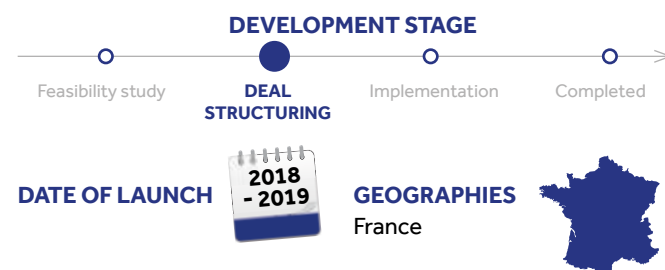 DEVELOPMENT STAGE
Feasibility study
DEAL
STRUCTURING
Implementation
Completed
DATE OF LAUNCH
2018
- 2019
GEOGRAPHIES
France